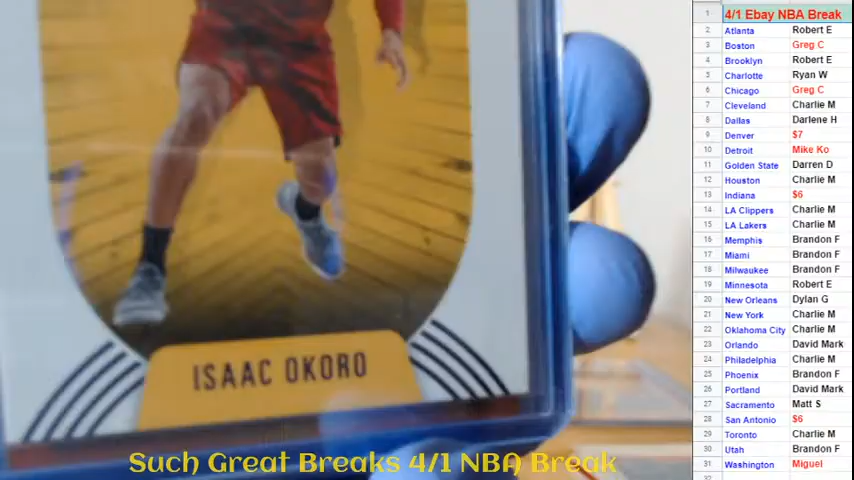 ISAAC OKORO
Such Great Breaks 4/1 NBA Break
1 4/1 Ebay NBA Break
2 Atlanta Robert E
3 Boston Greg C
4 Brooklyn Robert E
5 Charlotte Ryan W
6 Chicago Greg C
7 Cleveland Charlie M
8 Dallas Darlene H
9 Denver $7
10 Detroit Mike Ko
11 Golden State Darren D
12 Houston Charlie M
13 Indiana $6
14 LA Clippers Charlie M
15 LA Lakers Charlie M
16 Memphis Brandon F
17 Miami Brandon F
18 Milwaukee Brandon F
19 Minnesota Robert E
20 New Orleans Dylan G
21 New York Charlie M
22 Oklahoma City Charlie M
23 Orlando David Mark
24 Philadelphia Charlie M
25 Phoenix Brandon F
26 Portland David Mark
27 Sacramento Matt S
28 San Antonio $6
29 Toronto Charlie M
30 Utah Brandon F
31 Washington Miguel